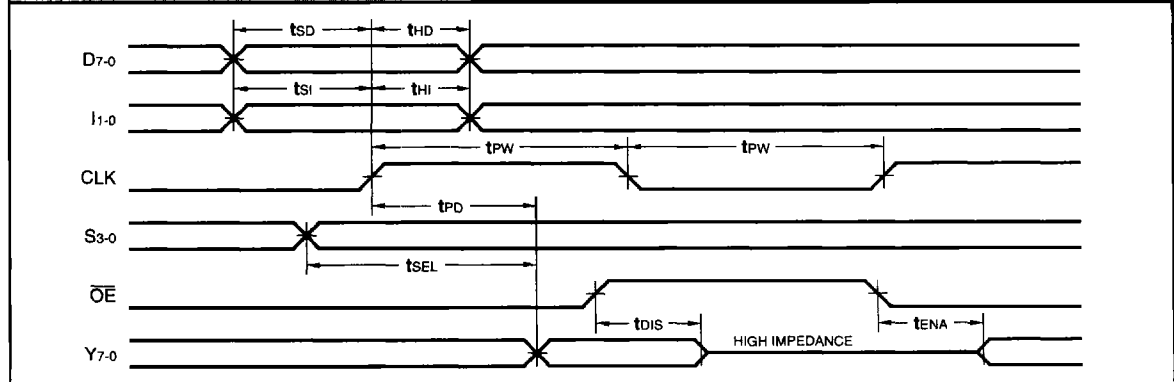 tSD tHD
D7-0
tSI tHI
I1-0
tPW tPW
CLK
tPD
S3-0
tSEL
OE
tDIS tENA
HIGH IMPEDANCE
Y7-0